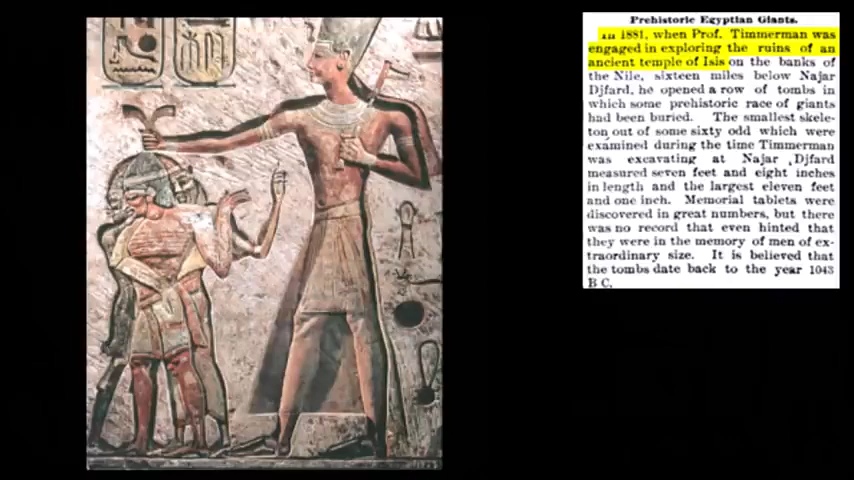 Prehistoric Egyptian Giants.
In 1881, when Prof. Timmerman was
engaged in exploring the ruins of an
ancient temple of Isis on the banks of
the Nile, sixteen miles below Najar
Djfard, he opened a row of tombs in
which some prehistoric race of giants
had been buried. The smallest skele-
ton out of some sixty odd which were
examined during the time Timmerman
was excavating at Najar Djfard
measured seven feet and eight inches
in length and the largest eleven feet
and one inch. Memorial tablets were
discovered in great numbers, but there
was no record that even hinted that
they were in the memory of men of ex-
traordinary size. It is believed that
the tombs date back to the year 1043
B C.